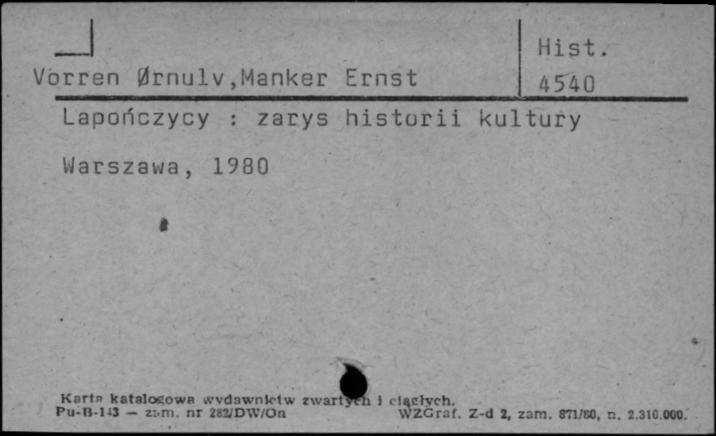 Hist.
Vorren Ørnulv,Manker Ernst 4540
Lapończycy : zarys historii kultury
Warszawa, 1980
Karta katalogowa wydawnictw zwartych i ciągłych.
Pu-B-143 — zam. nr 282/DW/On WZGraf. Z-d 2, zam. 871/80, n. 2.310.000.